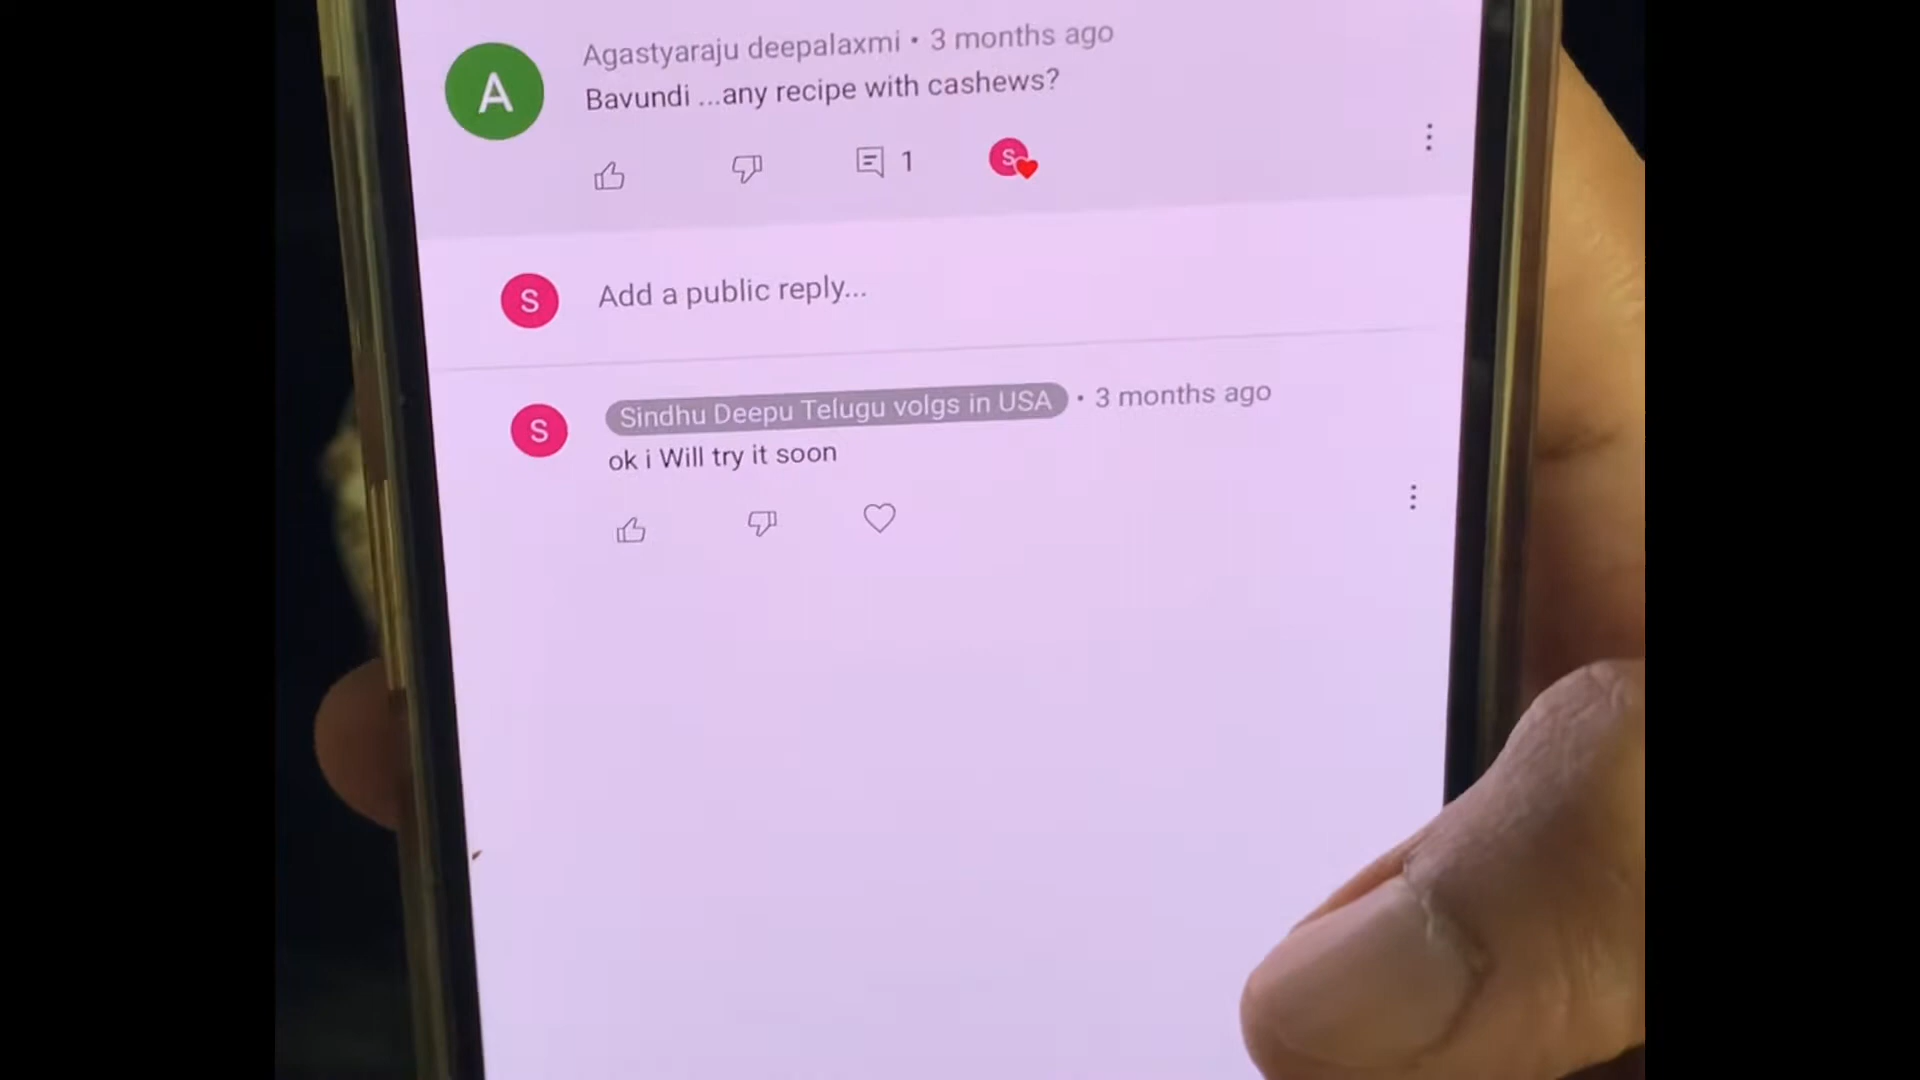 A
Agastyaraju deepalaxmi • 3 months ago
Bavundi ...any recipe with cashews?
1
S
S
Add a public reply...
S
Sindhu Deepu Telugu volgs in USA • 3 months ago
ok i Will try it soon